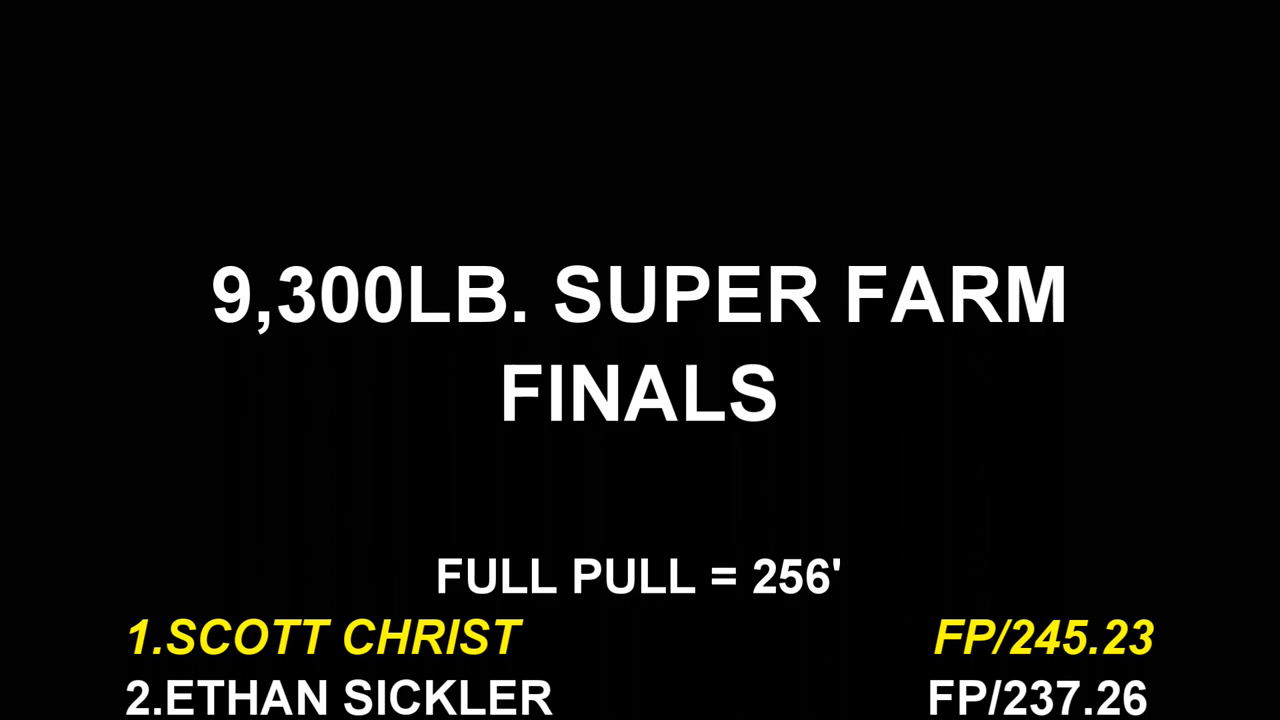 9,300LB. SUPER FARM
FINALS
FULL PULL = 256'
1.SCOTT CHRIST FP/245.23
2.ETHAN SICKLER FP/237.26